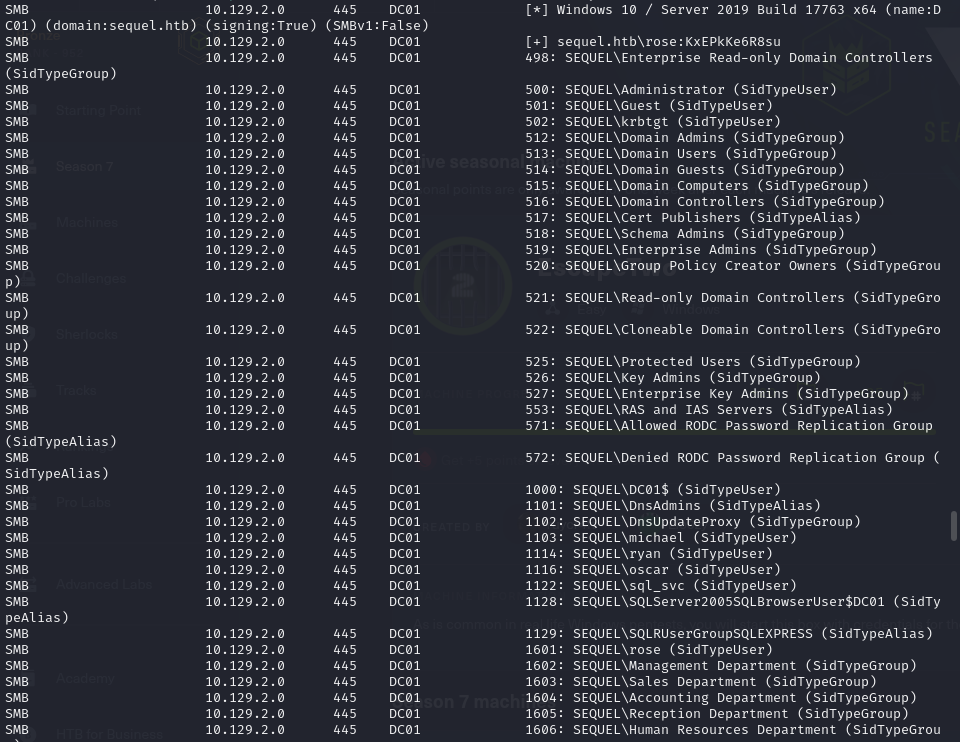 SMB 10.129.2.0 445 DC01 [*] Windows 10 / Server 2019 Build 17763 x64 (name:D
C01) (domain:sequel.htb) (signing:True) (SMBv1:False)
SMB 10.129.2.0 445 DC01 [+] sequel.htb\rose:KxEPkKe6R8su
SMB 10.129.2.0 445 DC01 498: SEQUEL\Enterprise Read-only Domain Controllers
(SidTypeGroup)
SMB 10.129.2.0 445 DC01 500: SEQUEL\Administrator (SidTypeUser)
SMB 10.129.2.0 445 DC01 501: SEQUEL\Guest (SidTypeUser)
SMB 10.129.2.0 445 DC01 502: SEQUEL\krbtgt (SidTypeUser)
SMB 10.129.2.0 445 DC01 512: SEQUEL\Domain Admins (SidTypeGroup)
SMB 10.129.2.0 445 DC01 513: SEQUEL\Domain Users (SidTypeGroup)
SMB 10.129.2.0 445 DC01 514: SEQUEL\Domain Guests (SidTypeGroup)
SMB 10.129.2.0 445 DC01 515: SEQUEL\Domain Computers (SidTypeGroup)
SMB 10.129.2.0 445 DC01 516: SEQUEL\Domain Controllers (SidTypeGroup)
SMB 10.129.2.0 445 DC01 517: SEQUEL\Cert Publishers (SidTypeAlias)
SMB 10.129.2.0 445 DC01 518: SEQUEL\Schema Admins (SidTypeGroup)
SMB 10.129.2.0 445 DC01 519: SEQUEL\Enterprise Admins (SidTypeGroup)
SMB 10.129.2.0 445 DC01 520: SEQUEL\Group Policy Creator Owners (SidTypeGrou
p)
SMB 10.129.2.0 445 DC01 521: SEQUEL\Read-only Domain Controllers (SidTypeGro
up)
SMB 10.129.2.0 445 DC01 522: SEQUEL\Cloneable Domain Controllers (SidTypeGro
up)
SMB 10.129.2.0 445 DC01 525: SEQUEL\Protected Users (SidTypeGroup)
SMB 10.129.2.0 445 DC01 526: SEQUEL\Key Admins (SidTypeGroup)
SMB 10.129.2.0 445 DC01 527: SEQUEL\Enterprise Key Admins (SidTypeGroup)
SMB 10.129.2.0 445 DC01 553: SEQUEL\RAS and IAS Servers (SidTypeAlias)
SMB 10.129.2.0 445 DC01 571: SEQUEL\Allowed RODC Password Replication Group
(SidTypeAlias)
SMB 10.129.2.0 445 DC01 572: SEQUEL\Denied RODC Password Replication Group (
SidTypeAlias)
SMB 10.129.2.0 445 DC01 1000: SEQUEL\DC01$ (SidTypeUser)
SMB 10.129.2.0 445 DC01 1101: SEQUEL\DnsAdmins (SidTypeAlias)
SMB 10.129.2.0 445 DC01 1102: SEQUEL\DnsUpdateProxy (SidTypeGroup)
SMB 10.129.2.0 445 DC01 1103: SEQUEL\michael (SidTypeUser)
SMB 10.129.2.0 445 DC01 1114: SEQUEL\ryan (SidTypeUser)
SMB 10.129.2.0 445 DC01 1116: SEQUEL\oscar (SidTypeUser)
SMB 10.129.2.0 445 DC01 1122: SEQUEL\sql_svc (SidTypeUser)
SMB 10.129.2.0 445 DC01 1128: SEQUEL\SQLServer2005SQLBrowserUser$DC01 (SidTy
peAlias)
SMB 10.129.2.0 445 DC01 1129: SEQUEL\SQLRUserGroupSQLEXPRESS (SidTypeAlias)
SMB 10.129.2.0 445 DC01 1601: SEQUEL\rose (SidTypeUser)
SMB 10.129.2.0 445 DC01 1602: SEQUEL\Management Department (SidTypeGroup)
SMB 10.129.2.0 445 DC01 1603: SEQUEL\Sales Department (SidTypeGroup)
SMB 10.129.2.0 445 DC01 1604: SEQUEL\Accounting Department (SidTypeGroup)
SMB 10.129.2.0 445 DC01 1605: SEQUEL\Reception Department (SidTypeGroup)
SMB 10.129.2.0 445 DC01 1606: SEQUEL\Human Resources Department (SidTypeGrou
Starting Point
Season 7
Machines
Challenges
Sherlocks
Tracks
Pro Labs
Advanced Labs
Academy
HTB for Business